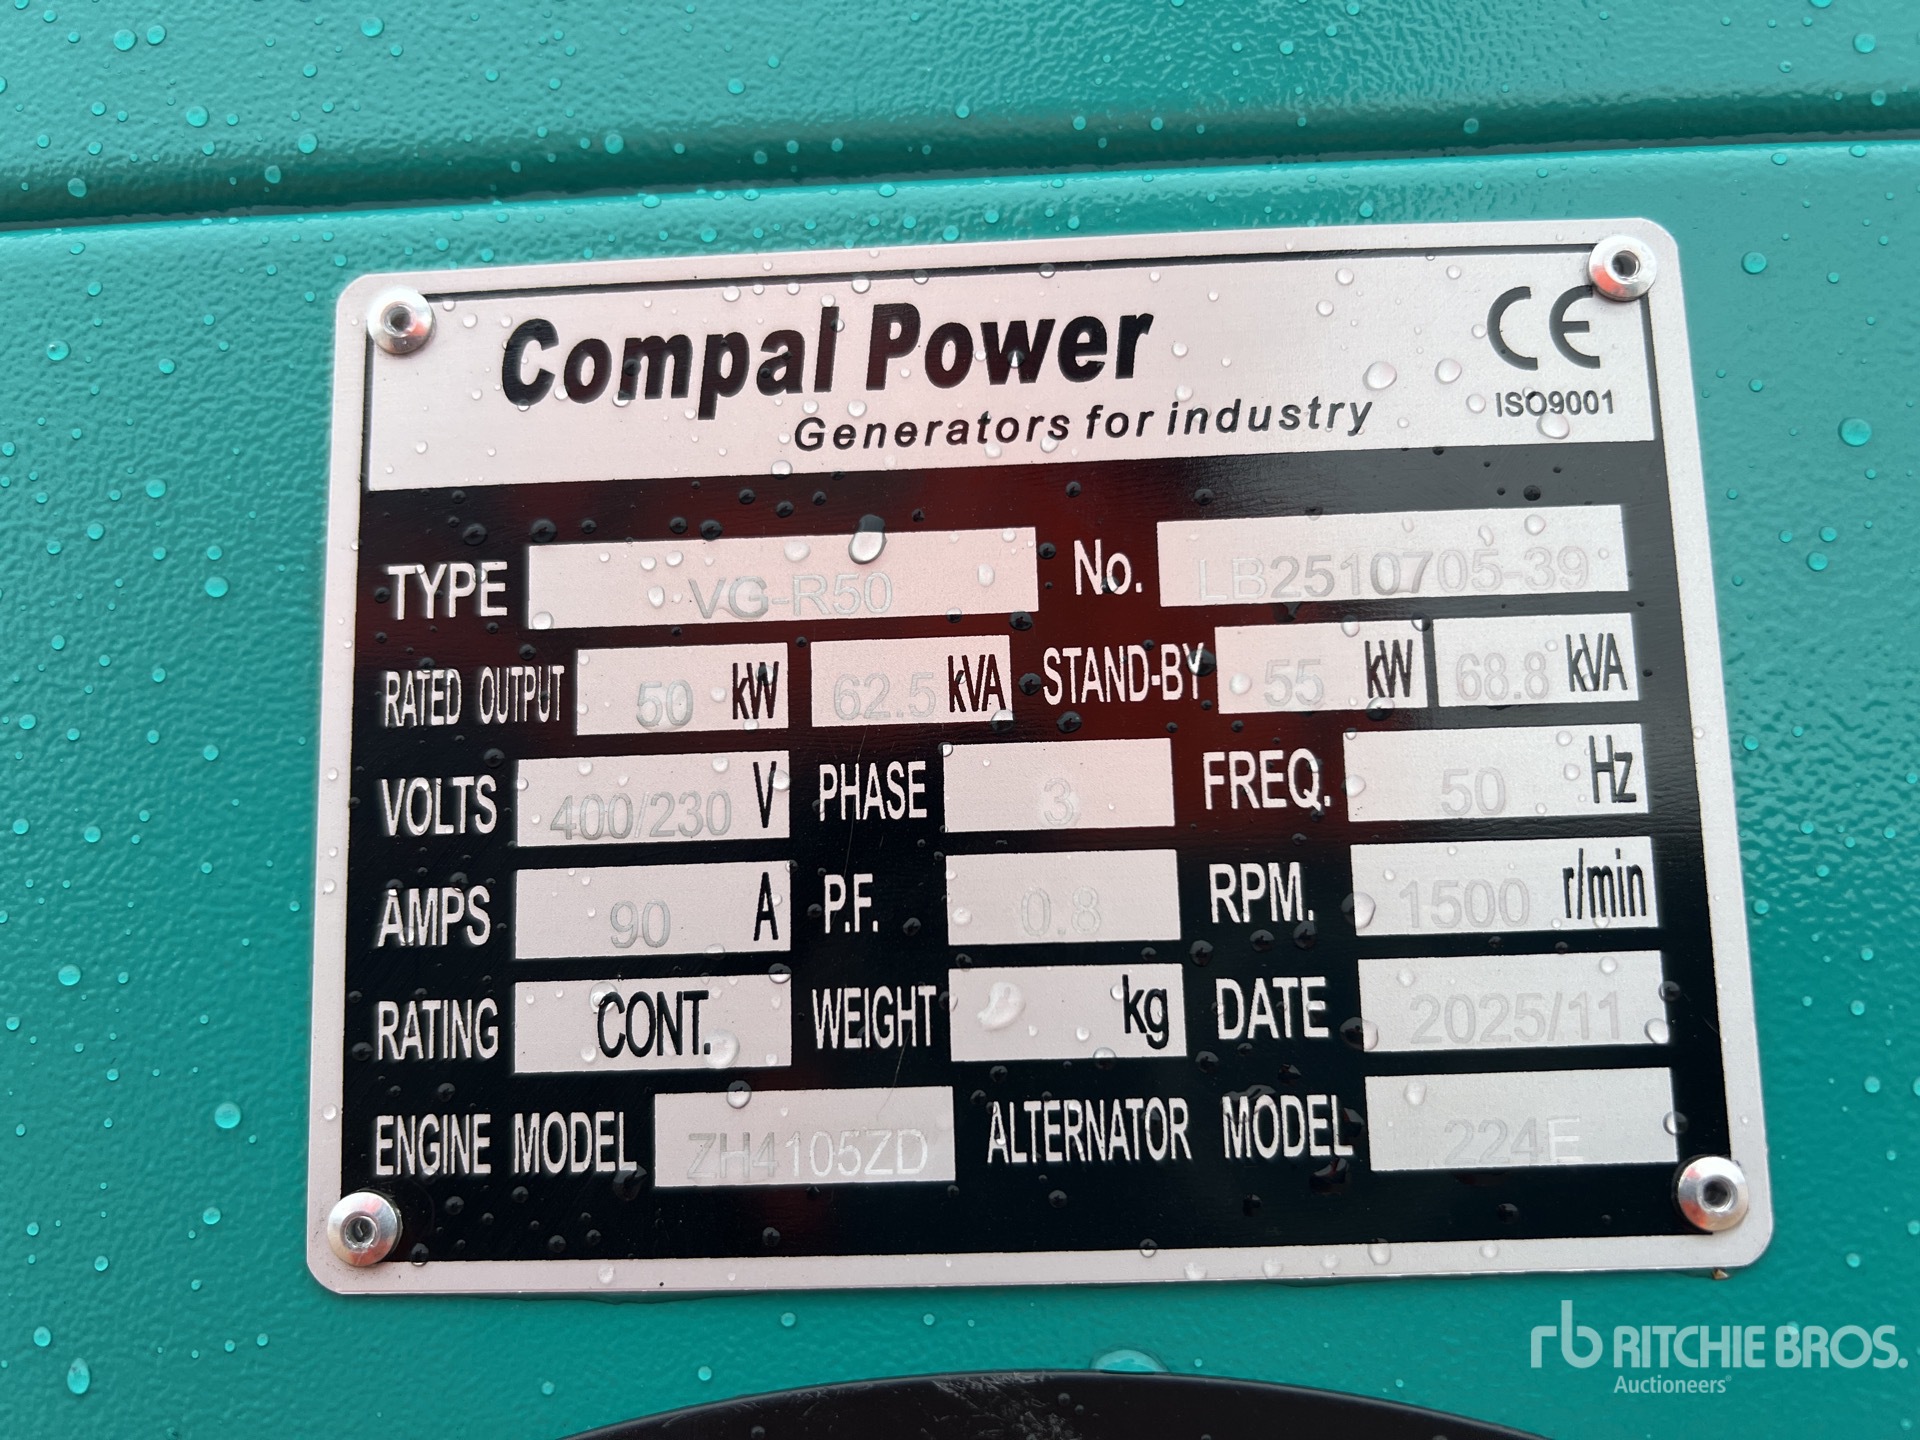 Compal Power
Generators for industry
CE
ISO9001
TYPE VG-R50 No. LB2510705-39
RATED OUTPUT 50 kW 62.5 kVA STAND-BY 55 kW 68.8 kVA
VOLTS 400/230 V PHASE 3 FREQ. 50 Hz
AMPS 90 A P.F. 0.8 RPM. 1500 r/min
RATING CONT. WEIGHT kg DATE 2025/11
ENGINE MODEL ZH4105ZD ALTERNATOR MODEL 224E
rb RITCHIE BROS.
Auctioneers